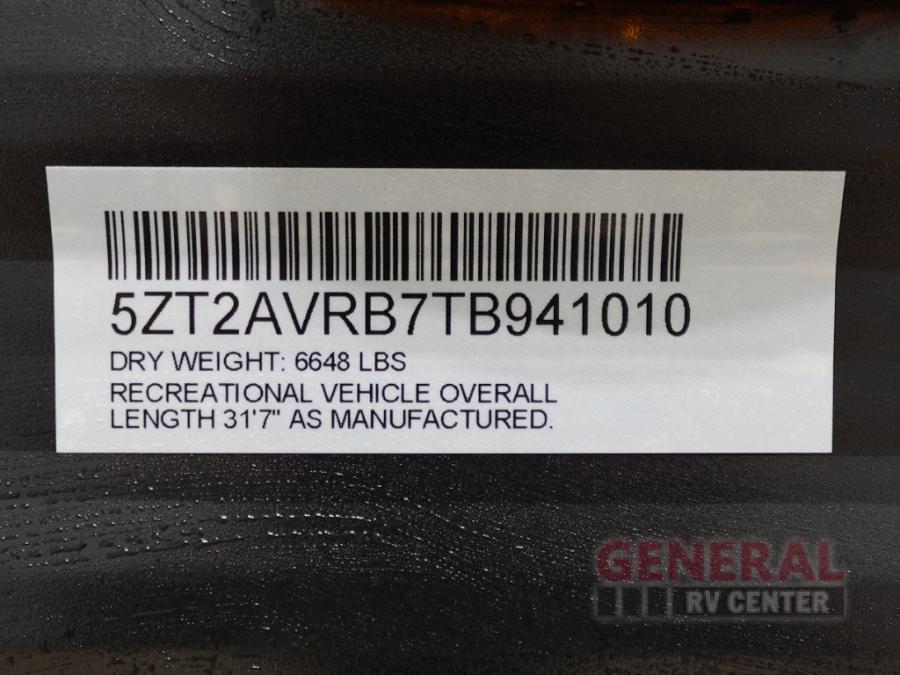 5ZT2AVRB7TB941010
DRY WEIGHT: 6648 LBS
RECREATIONAL VEHICLE OVERALL
LENGTH 31'7" AS MANUFACTURED.
GENERAL
RV CENTER